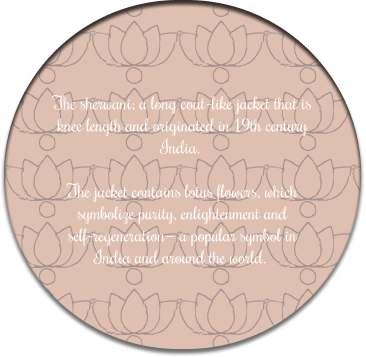 The sherwani: a long coat-like jacket that is
knee length and originated in 19th century
India.
The jacket contains lotus flowers, which
symbolize purity, enlightenment and
self-regeneration—a popular symbol in
India and around the world.